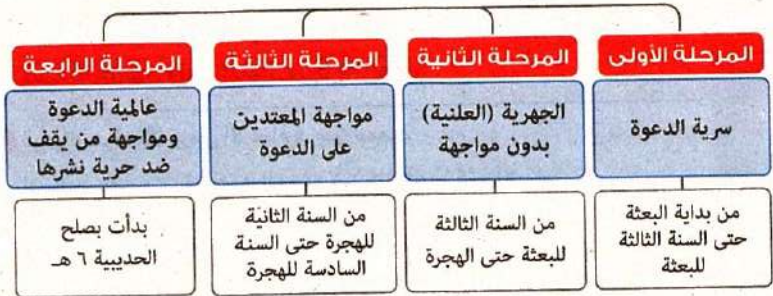 المرحلة الأولى
سرية الدعوة
من بداية البعثة
حتى السنة الثالثة
للبعثة
المرحلة الثانية
الجهرية (العلنية)
بدون مواجهة
من السنة الثالثة
للبعثة حتى الهجرة
المرحلة الثالثة
مواجهة المعتدين
على الدعوة
من السنة الثانية
للهجرة حتى السنة
السادسة للهجرة
المرحلة الرابعة
عالمية الدعوة
ومواجهة من يقف
ضد حرية نشرها
بدأت بصلح
الحديبية ٦ هـ